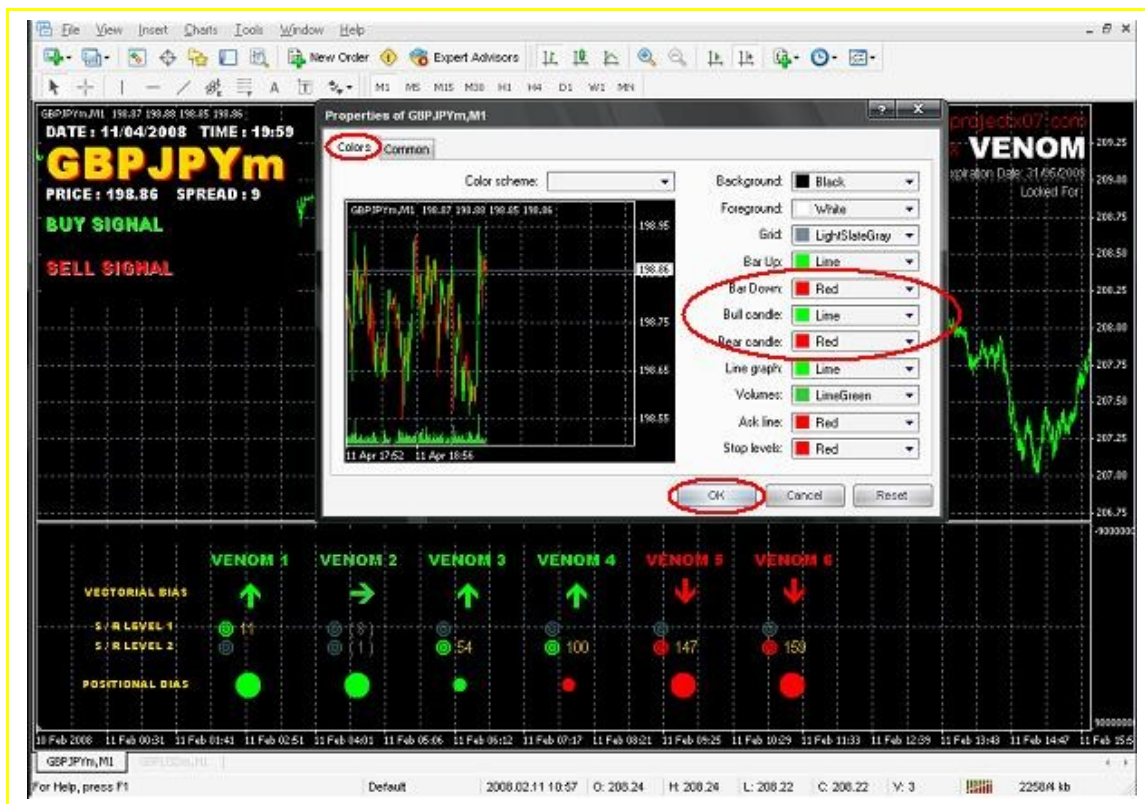 File View Insert Charts Tools Window Help
New Order Expert Advisors
A T M1 M5 M15 M30 H1 H4 D1 W1 MN
GBPJPYm,M1 198.87 198.88 198.85 198.86
DATE : 11/04/2008 TIME : 19:59
GBPJPYm
PRICE : 198.86 SPREAD : 9
BUY SIGNAL
SELL SIGNAL
projectx07.com
VENOM
Expiration Date: 31/05/2008
Locked For:
Properties of GBPJPYm,M1
Colors Common
Color scheme:
GBPJPYm,M1 198.87 198.88 198.85 198.86
198.95
198.86
198.75
198.65
198.55
11 Apr 17:52 11 Apr 18:56
Background: Black
Foreground: White
Grid: LightSlateGray
Bar Up: Lime
Bar Down: Red
Bull candle: Lime
Bear candle: Red
Line graph: Lime
Volumes: LimeGreen
Ask line: Red
Stop levels: Red
OK Cancel Reset
209.25
209.00
208.75
208.50
208.25
208.00
207.75
207.50
207.25
207.00
206.75
VENOM 1 VENOM 2 VENOM 3 VENOM 4 VENOM 5 VENOM 6
VECTORIAL BIAS
S / R LEVEL 1 11 ( 8 )
S / R LEVEL 2 ( 1 ) 54 100 147 159
POSITIONAL BIAS
10 Feb 2008 11 Feb 00:31 11 Feb 01:41 11 Feb 02:51 11 Feb 04:01 11 Feb 05:06 11 Feb 06:12 11 Feb 07:17 11 Feb 08:21 11 Feb 09:25 11 Feb 10:29 11 Feb 11:33 11 Feb 12:39 11 Feb 13:43 11 Feb 14:47
GBPJPYm,M1
For Help, press F1 Default 2008.02.11 10:57 O: 208.24 H: 208.24 L: 208.22 C: 208.22 V: 3 2258/4 kb